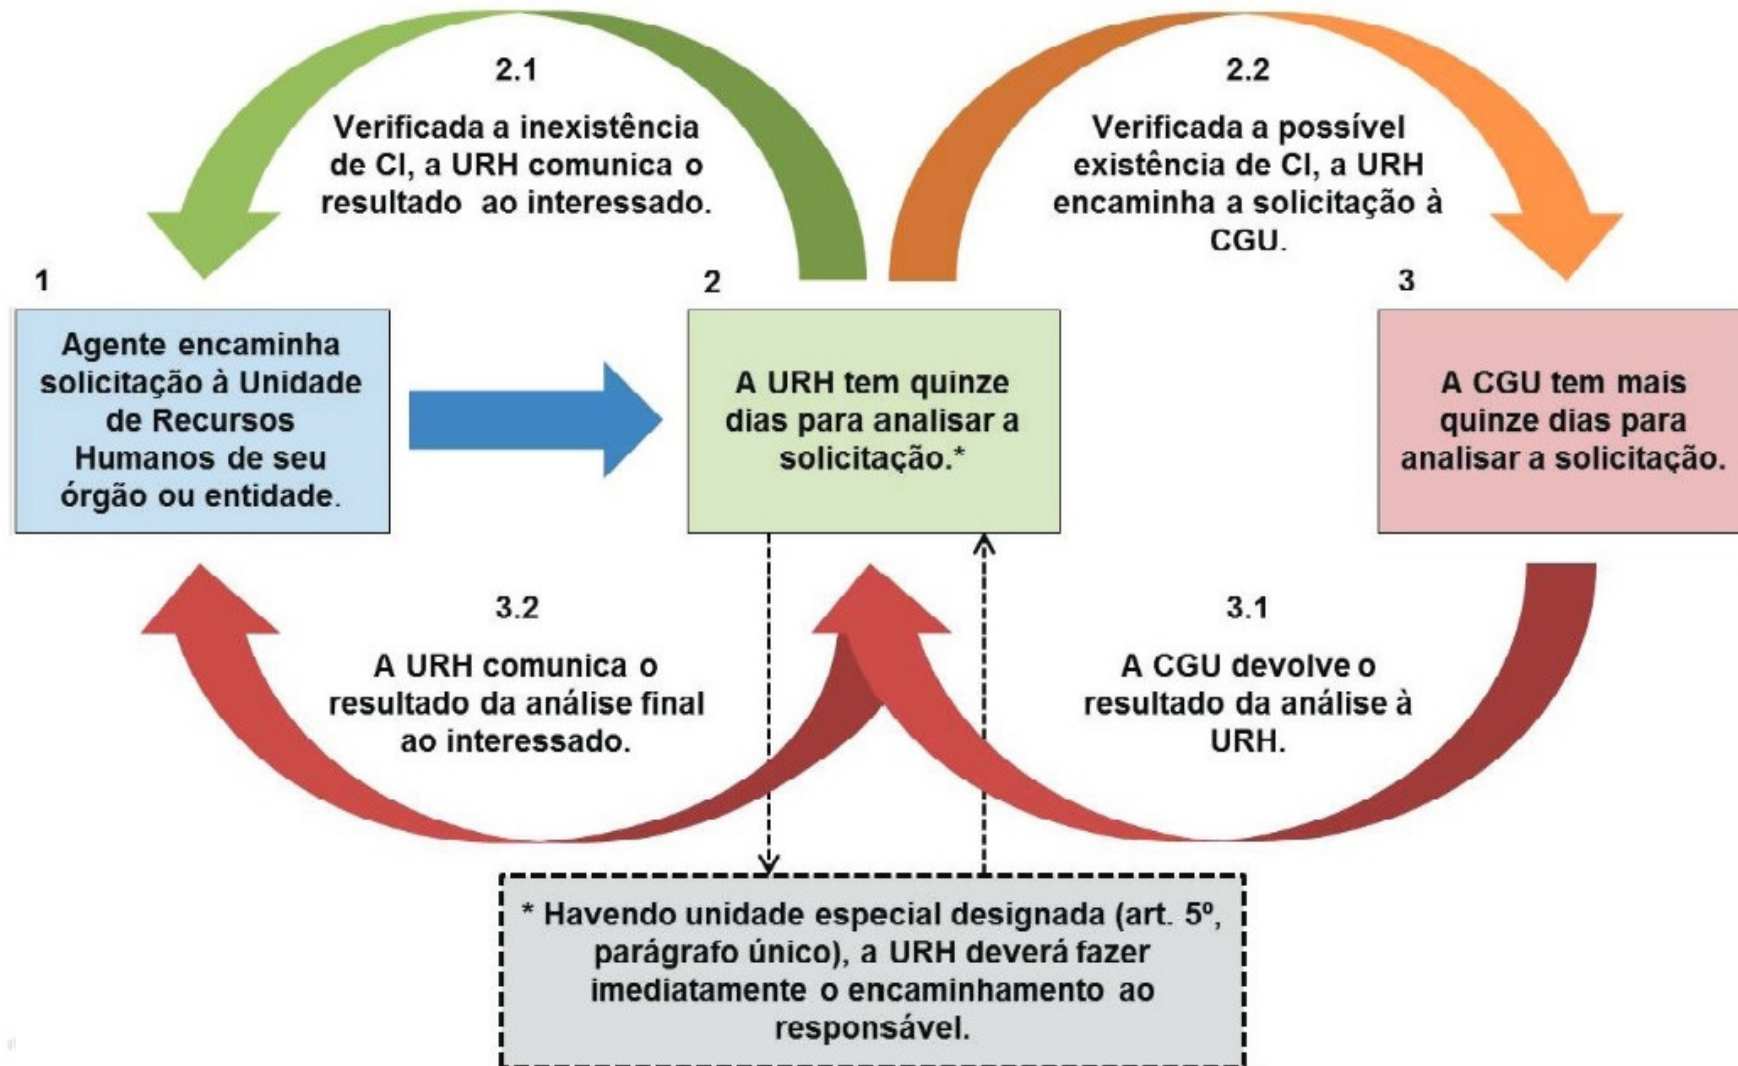 2.1
Verificada a inexistência
de CI, a URH comunica o
resultado ao interessado.
2.2
Verificada a possível
existência de CI, a URH
encaminha a solicitação à
CGU.
1
Agente encaminha
solicitação à Unidade
de Recursos
Humanos de seu
órgão ou entidade.
2
A URH tem quinze
dias para analisar a
solicitação.*
3
A CGU tem mais
quinze dias para
analisar a solicitação.
3.2
A URH comunica o
resultado da análise final
ao interessado.
3.1
A CGU devolve o
resultado da análise à
URH.
* Havendo unidade especial designada (art. 5º,
parágrafo único), a URH deverá fazer
imediatamente o encaminhamento ao
responsável.